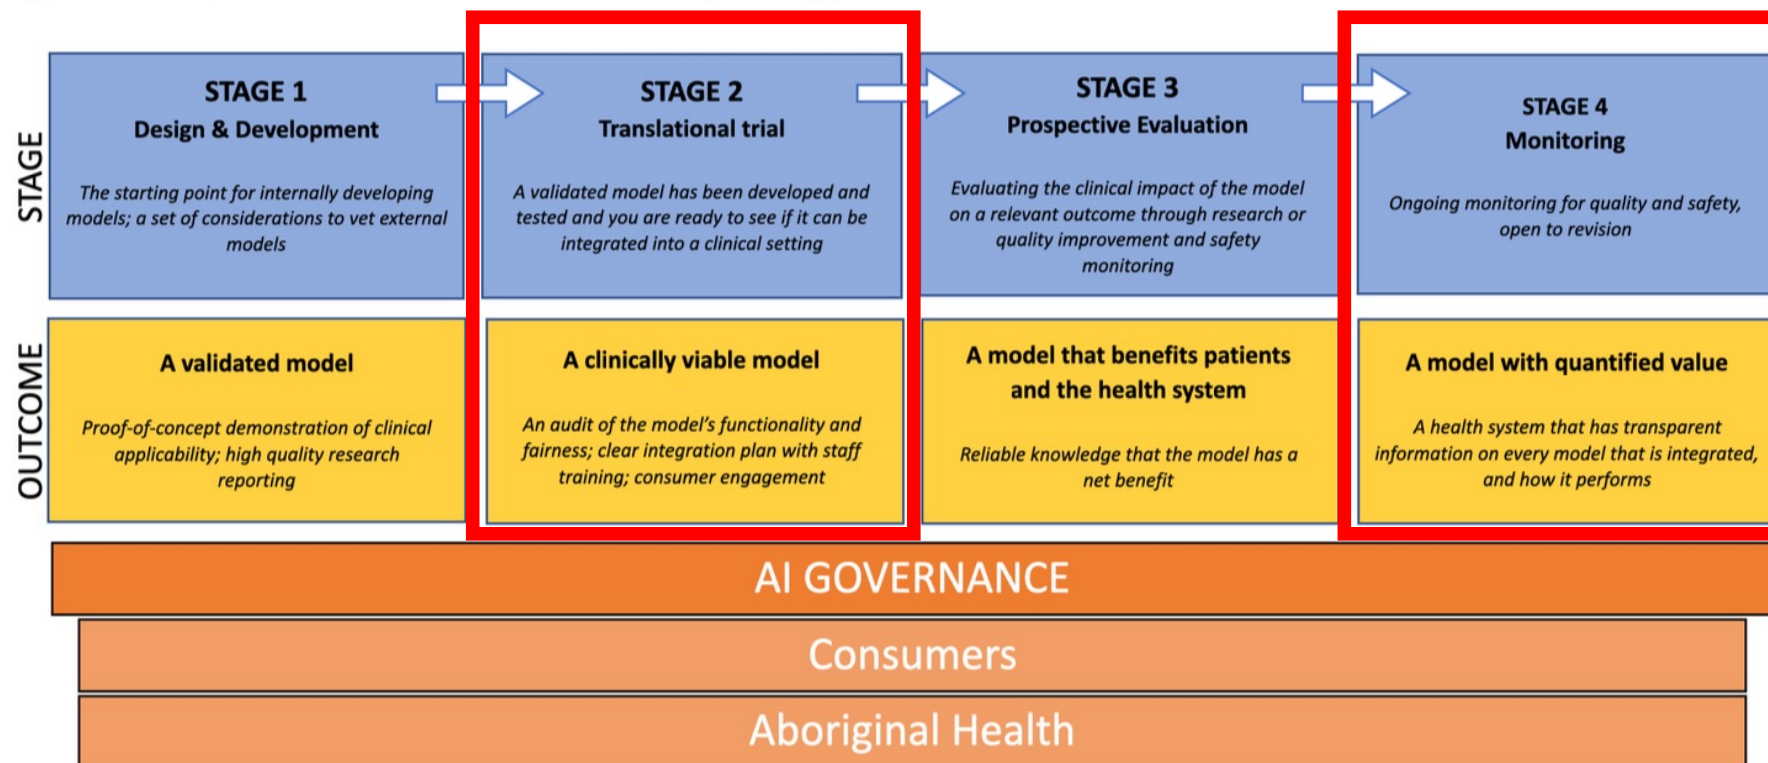 STAGE
STAGE 1
Design & Development
The starting point for internally developing
models; a set of considerations to vet external
models
STAGE 2
Translational trial
A validated model has been developed and
tested and you are ready to see if it can be
integrated into a clinical setting
STAGE 3
Prospective Evaluation
Evaluating the clinical impact of the model
on a relevant outcome through research or
quality improvement and safety
monitoring
STAGE 4
Monitoring
Ongoing monitoring for quality and safety,
open to revision
OUTCOME
A validated model
Proof-of-concept demonstration of clinical
applicability; high quality research
reporting
A clinically viable model
An audit of the model's functionality and
fairness; clear integration plan with staff
training; consumer engagement
A model that benefits patients
and the health system
Reliable knowledge that the model has a
net benefit
A model with quantified value
A health system that has transparent
information on every model that is integrated,
and how it performs
AI GOVERNANCE
Consumers
Aboriginal Health